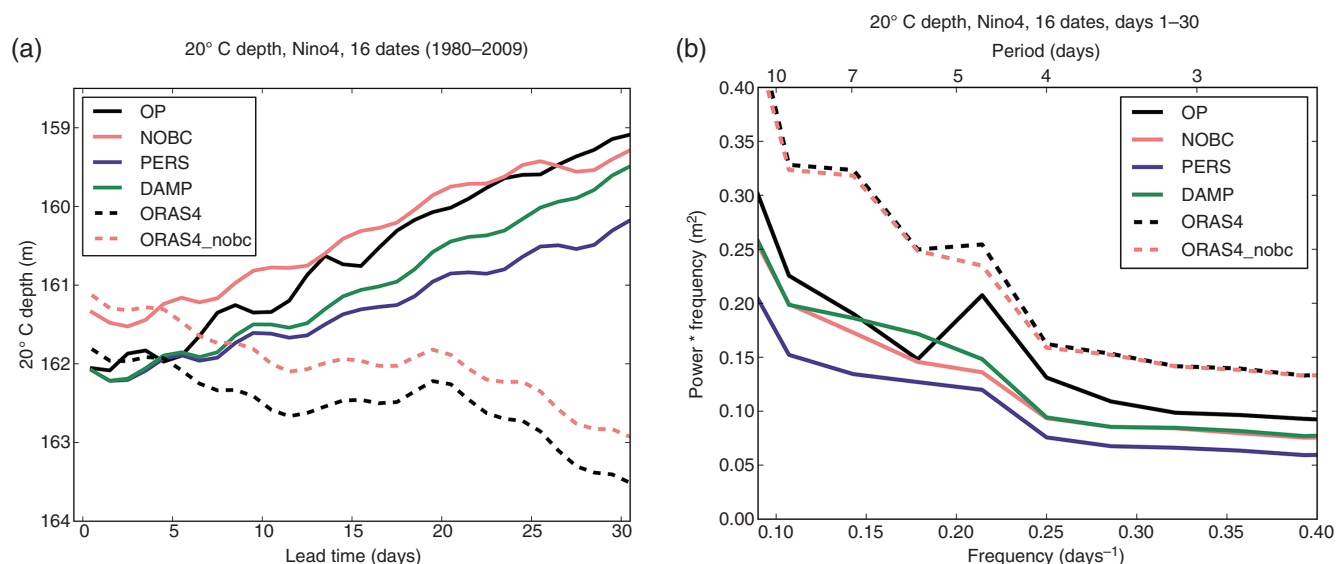 (a)
20° C depth, Nino4, 16 dates (1980–2009)
OP
NOBC
PERS
DAMP
ORAS4
ORAS4_nobc
20° C depth (m)
159
160
161
162
163
164
0
5
10
15
20
25
30
Lead time (days)
(b)
20° C depth, Nino4, 16 dates, days 1–30
Period (days)
10
7
5
4
3
OP
NOBC
PERS
DAMP
ORAS4
ORAS4_nobc
Power * frequency (m²)
0.40
0.35
0.30
0.25
0.20
0.15
0.10
0.05
0.00
0.10
0.15
0.20
0.25
0.30
0.35
0.40
Frequency (days⁻¹)